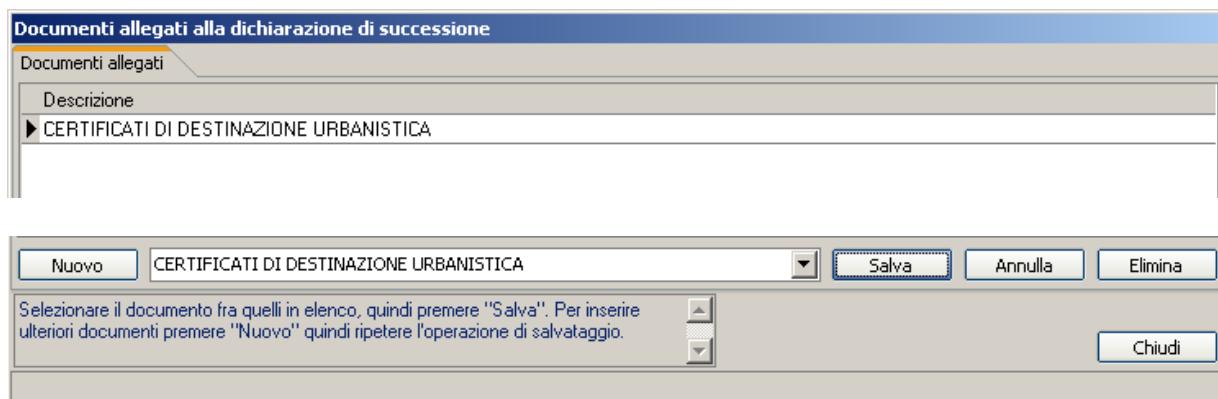 Documenti allegati alla dichiarazione di successione
Documenti allegati
Descrizione
CERTIFICATI DI DESTINAZIONE URBANISTICA
Nuovo CERTIFICATI DI DESTINAZIONE URBANISTICA Salva Annulla Elimina
Selezionare il documento fra quelli in elenco, quindi premere "Salva". Per inserire
ulteriori documenti premere "Nuovo" quindi ripetere l'operazione di salvataggio.
Chiudi